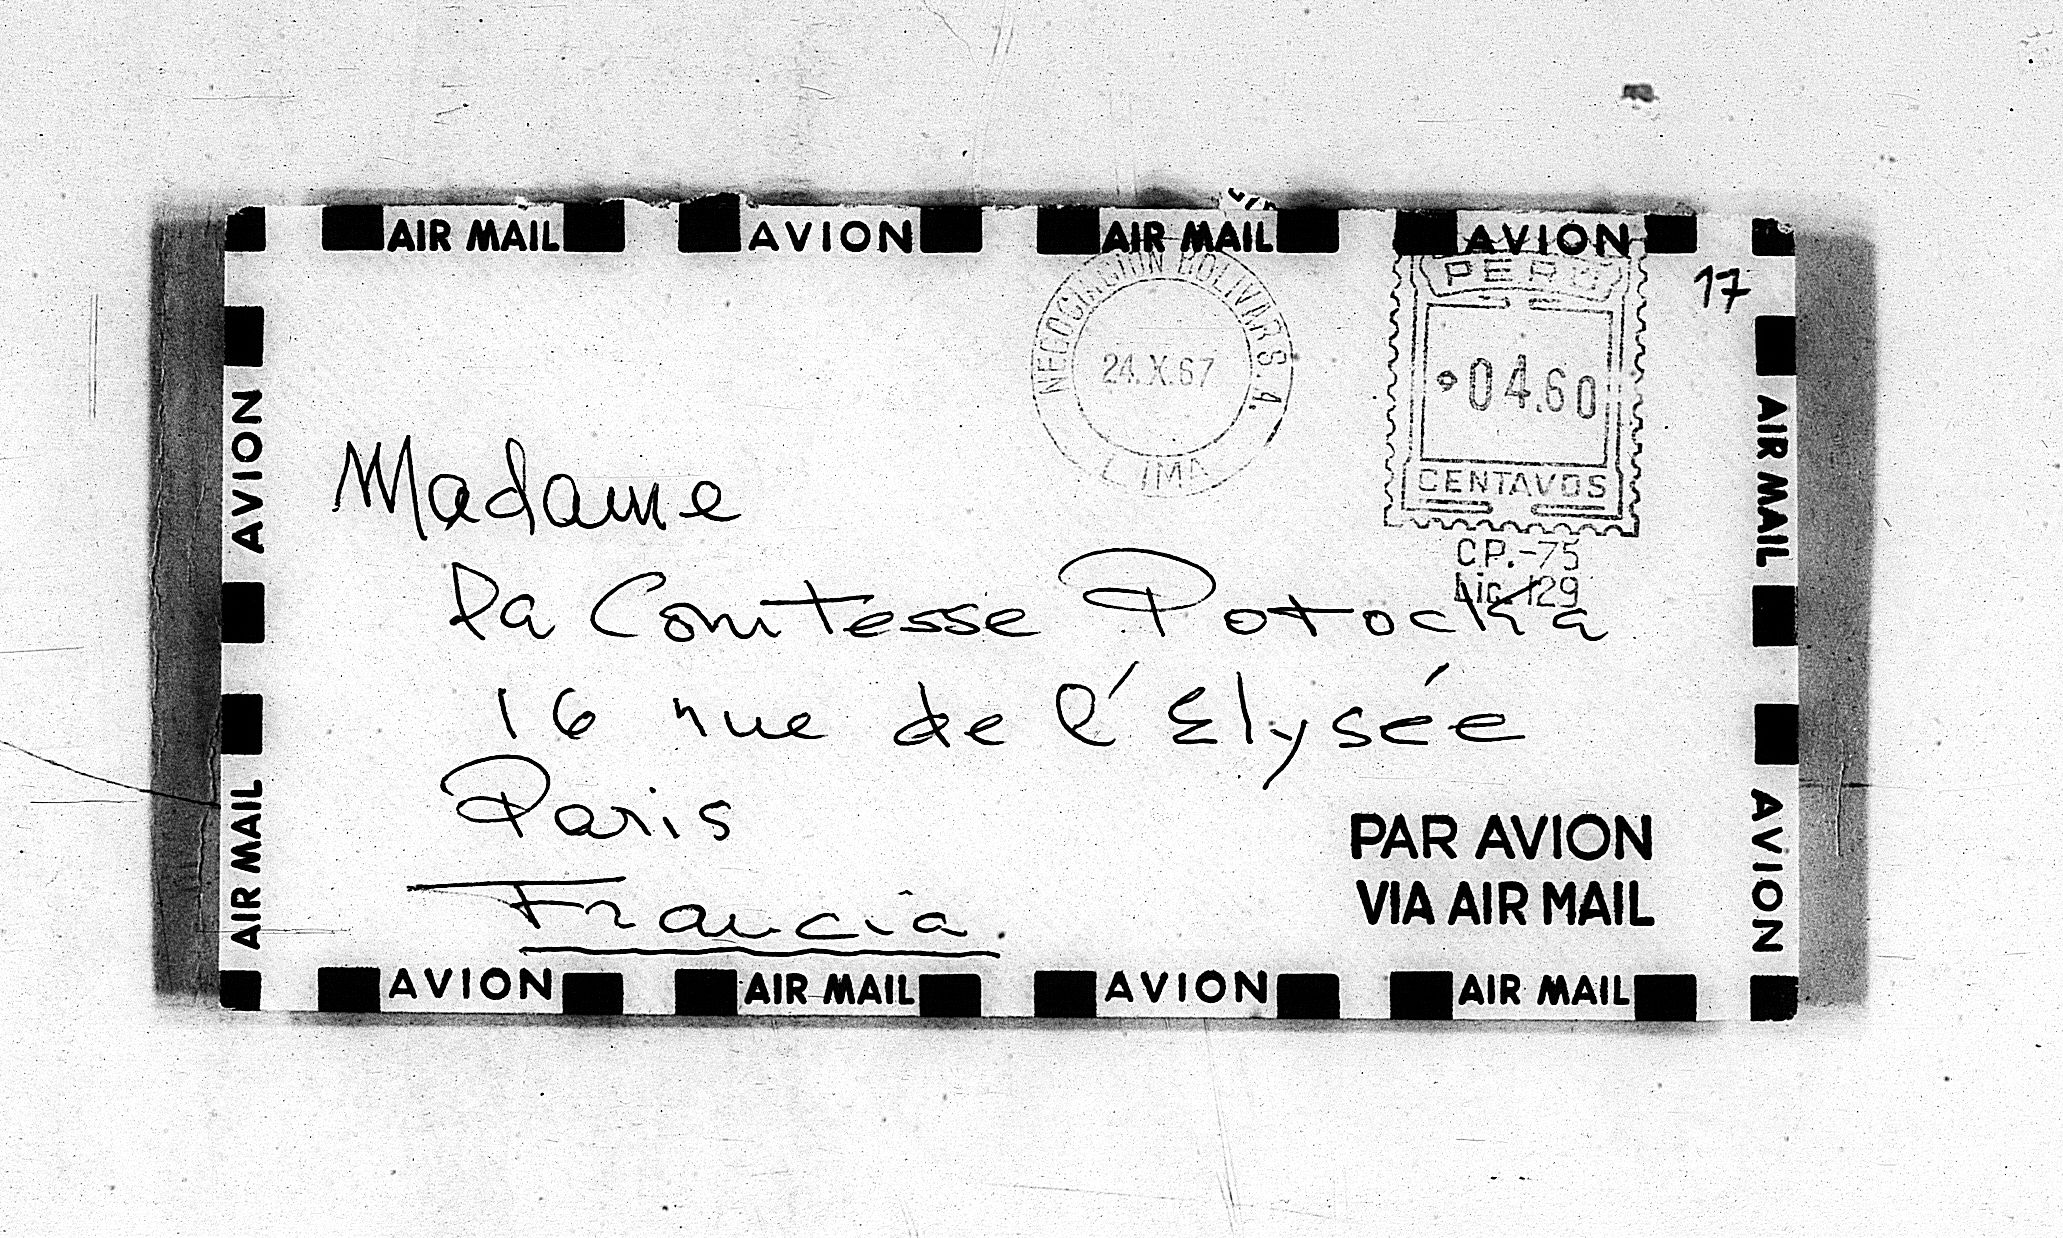 AIR MAIL AVION AIR MAIL AVION
PERU
17
NEGOCIACION BOLIVAR S.A.
24.X.67
LIMA
04.60
CENTAVOS
C.P.-75
Lic.129
Madame
la Comtesse Potocka
16 rue de l'Elysée
Paris
Francia
PAR AVION
VIA AIR MAIL
AVION
AIR MAIL
AIR MAIL
AVION
AVION AIR MAIL AVION AIR MAIL